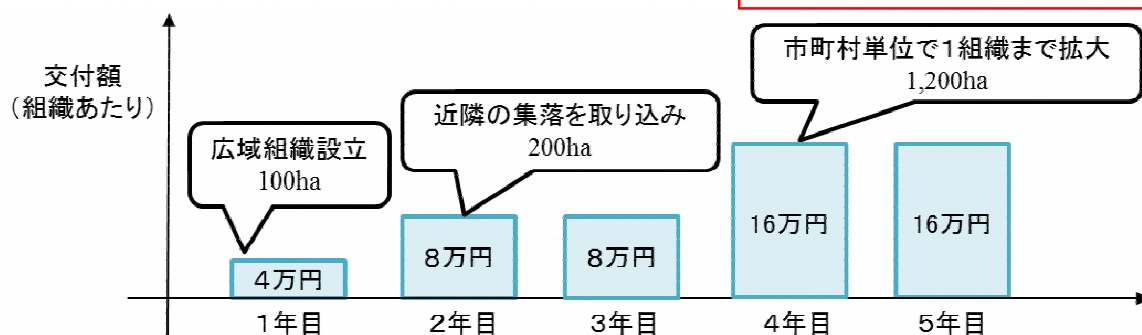 市町村単位で1組織まで拡大
1,200ha
交付額
(組織あたり)
近隣の集落を取り込み
200ha
広域組織設立
100ha
4万円
8万円
8万円
16万円
16万円
1年目
2年目
3年目
4年目
5年目